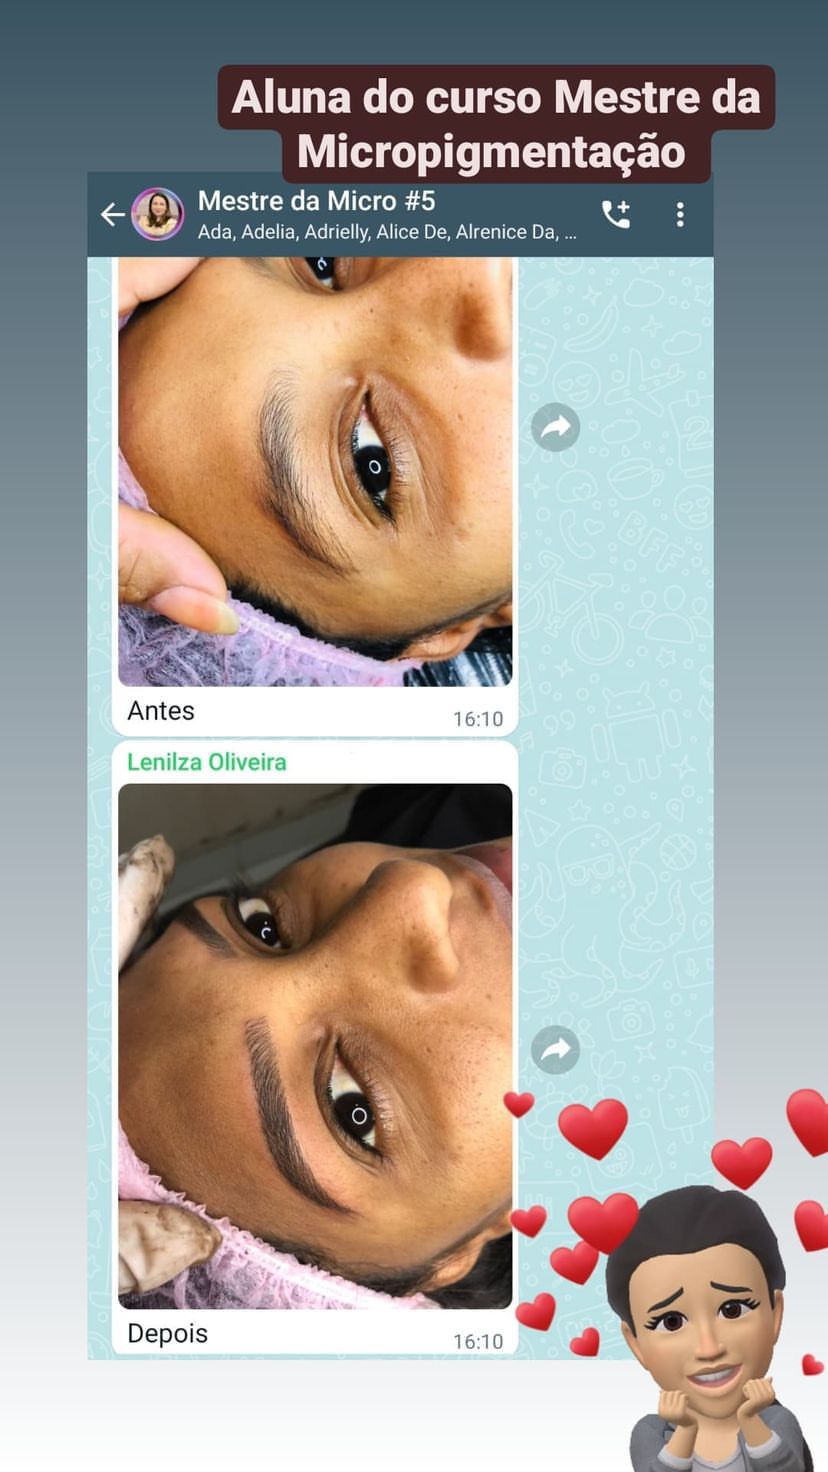 Aluna do curso Mestre da
Micropigmentação
Mestre da Micro #5
Ada, Adelia, Adrielly, Alice De, Alrenice Da, ...
Antes
16:10
Lenilza Oliveira
Depois
16:10